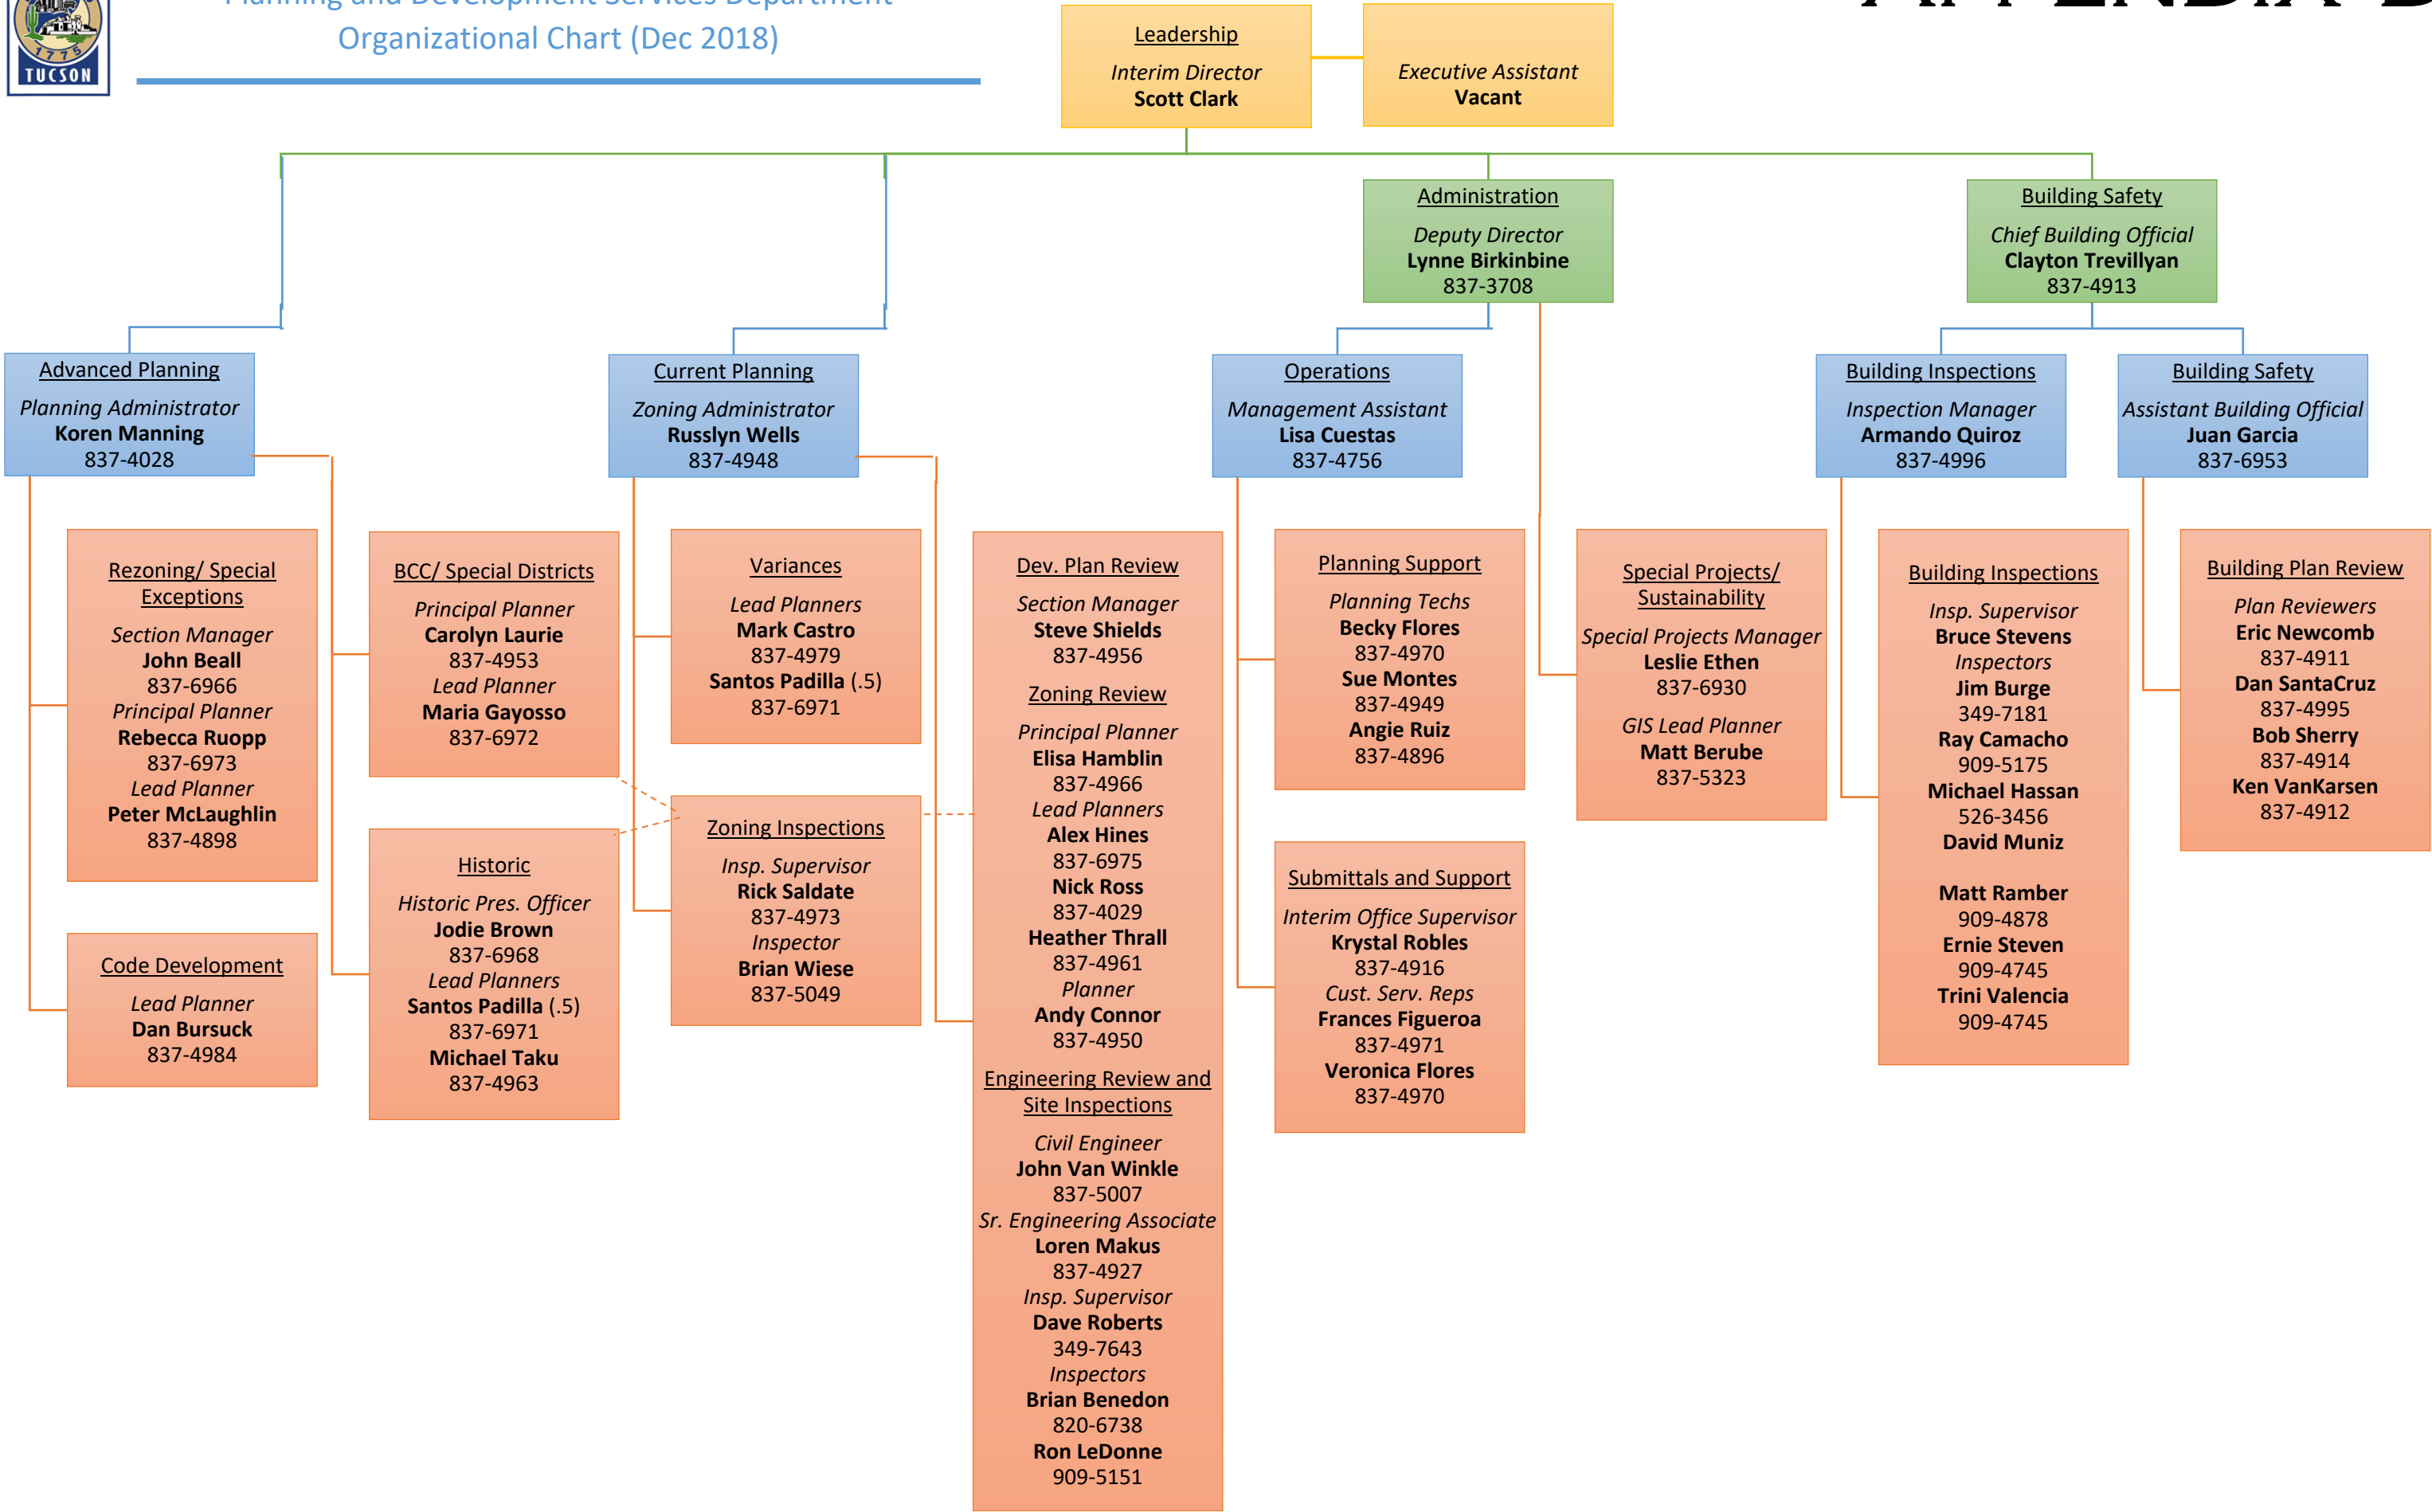 1775
TUCSON
Planning and Development Services Department
Organizational Chart (Dec 2018)
APPENDIX
Leadership
Interim Director
Scott Clark
Executive Assistant
Vacant
Administration
Deputy Director
Lynne Birkinbine
837-3708
Building Safety
Chief Building Official
Clayton Trevillyan
837-4913
Advanced Planning
Planning Administrator
Koren Manning
837-4028
Current Planning
Zoning Administrator
Russlyn Wells
837-4948
Operations
Management Assistant
Lisa Cuestas
837-4756
Building Inspections
Inspection Manager
Armando Quiroz
837-4996
Building Safety
Assistant Building Official
Juan Garcia
837-6953
Rezoning/ Special
Exceptions
Section Manager
John Beall
837-6966
Principal Planner
Rebecca Ruopp
837-6973
Lead Planner
Peter McLaughlin
837-4898
Code Development
Lead Planner
Dan Bursuck
837-4984
BCC/ Special Districts
Principal Planner
Carolyn Laurie
837-4953
Lead Planner
Maria Gayosso
837-6972
Historic
Historic Pres. Officer
Jodie Brown
837-6968
Lead Planners
Santos Padilla (.5)
837-6971
Michael Taku
837-4963
Variances
Lead Planners
Mark Castro
837-4979
Santos Padilla (.5)
837-6971
Zoning Inspections
Insp. Supervisor
Rick Saldate
837-4973
Inspector
Brian Wiese
837-5049
Dev. Plan Review
Section Manager
Steve Shields
837-4956
Zoning Review
Principal Planner
Elisa Hamblin
837-4966
Lead Planners
Alex Hines
837-6975
Nick Ross
837-4029
Heather Thrall
837-4961
Planner
Andy Connor
837-4950
Engineering Review and
Site Inspections
Civil Engineer
John Van Winkle
837-5007
Sr. Engineering Associate
Loren Makus
837-4927
Insp. Supervisor
Dave Roberts
349-7643
Inspectors
Brian Benedon
820-6738
Ron LeDonne
909-5151
Planning Support
Planning Techs
Becky Flores
837-4970
Sue Montes
837-4949
Angie Ruiz
837-4896
Submittals and Support
Interim Office Supervisor
Krystal Robles
837-4916
Cust. Serv. Reps
Frances Figueroa
837-4971
Veronica Flores
837-4970
Special Projects/
Sustainability
Special Projects Manager
Leslie Ethen
837-6930
GIS Lead Planner
Matt Berube
837-5323
Building Inspections
Insp. Supervisor
Bruce Stevens
Inspectors
Jim Burge
349-7181
Ray Camacho
909-5175
Michael Hassan
526-3456
David Muniz
Matt Ramber
909-4878
Ernie Steven
909-4745
Trini Valencia
909-4745
Building Plan Review
Plan Reviewers
Eric Newcomb
837-4911
Dan SantaCruz
837-4995
Bob Sherry
837-4914
Ken VanKarsen
837-4912